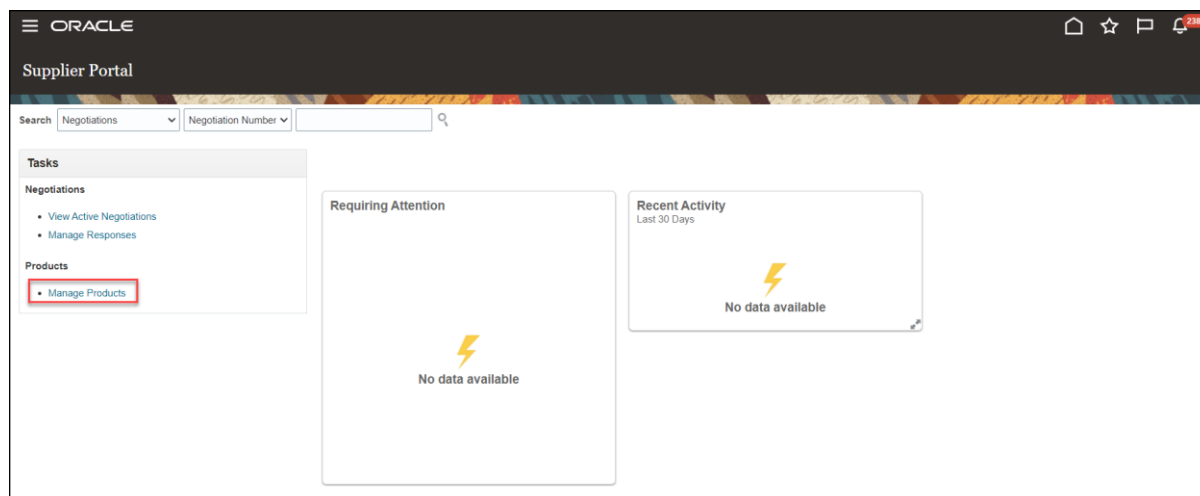 ORACLE
238
Supplier Portal
Search Negotiations Negotiation Number
Tasks
Negotiations
View Active Negotiations
Manage Responses
Products
Manage Products
Requiring Attention
No data available
Recent Activity
Last 30 Days
No data available